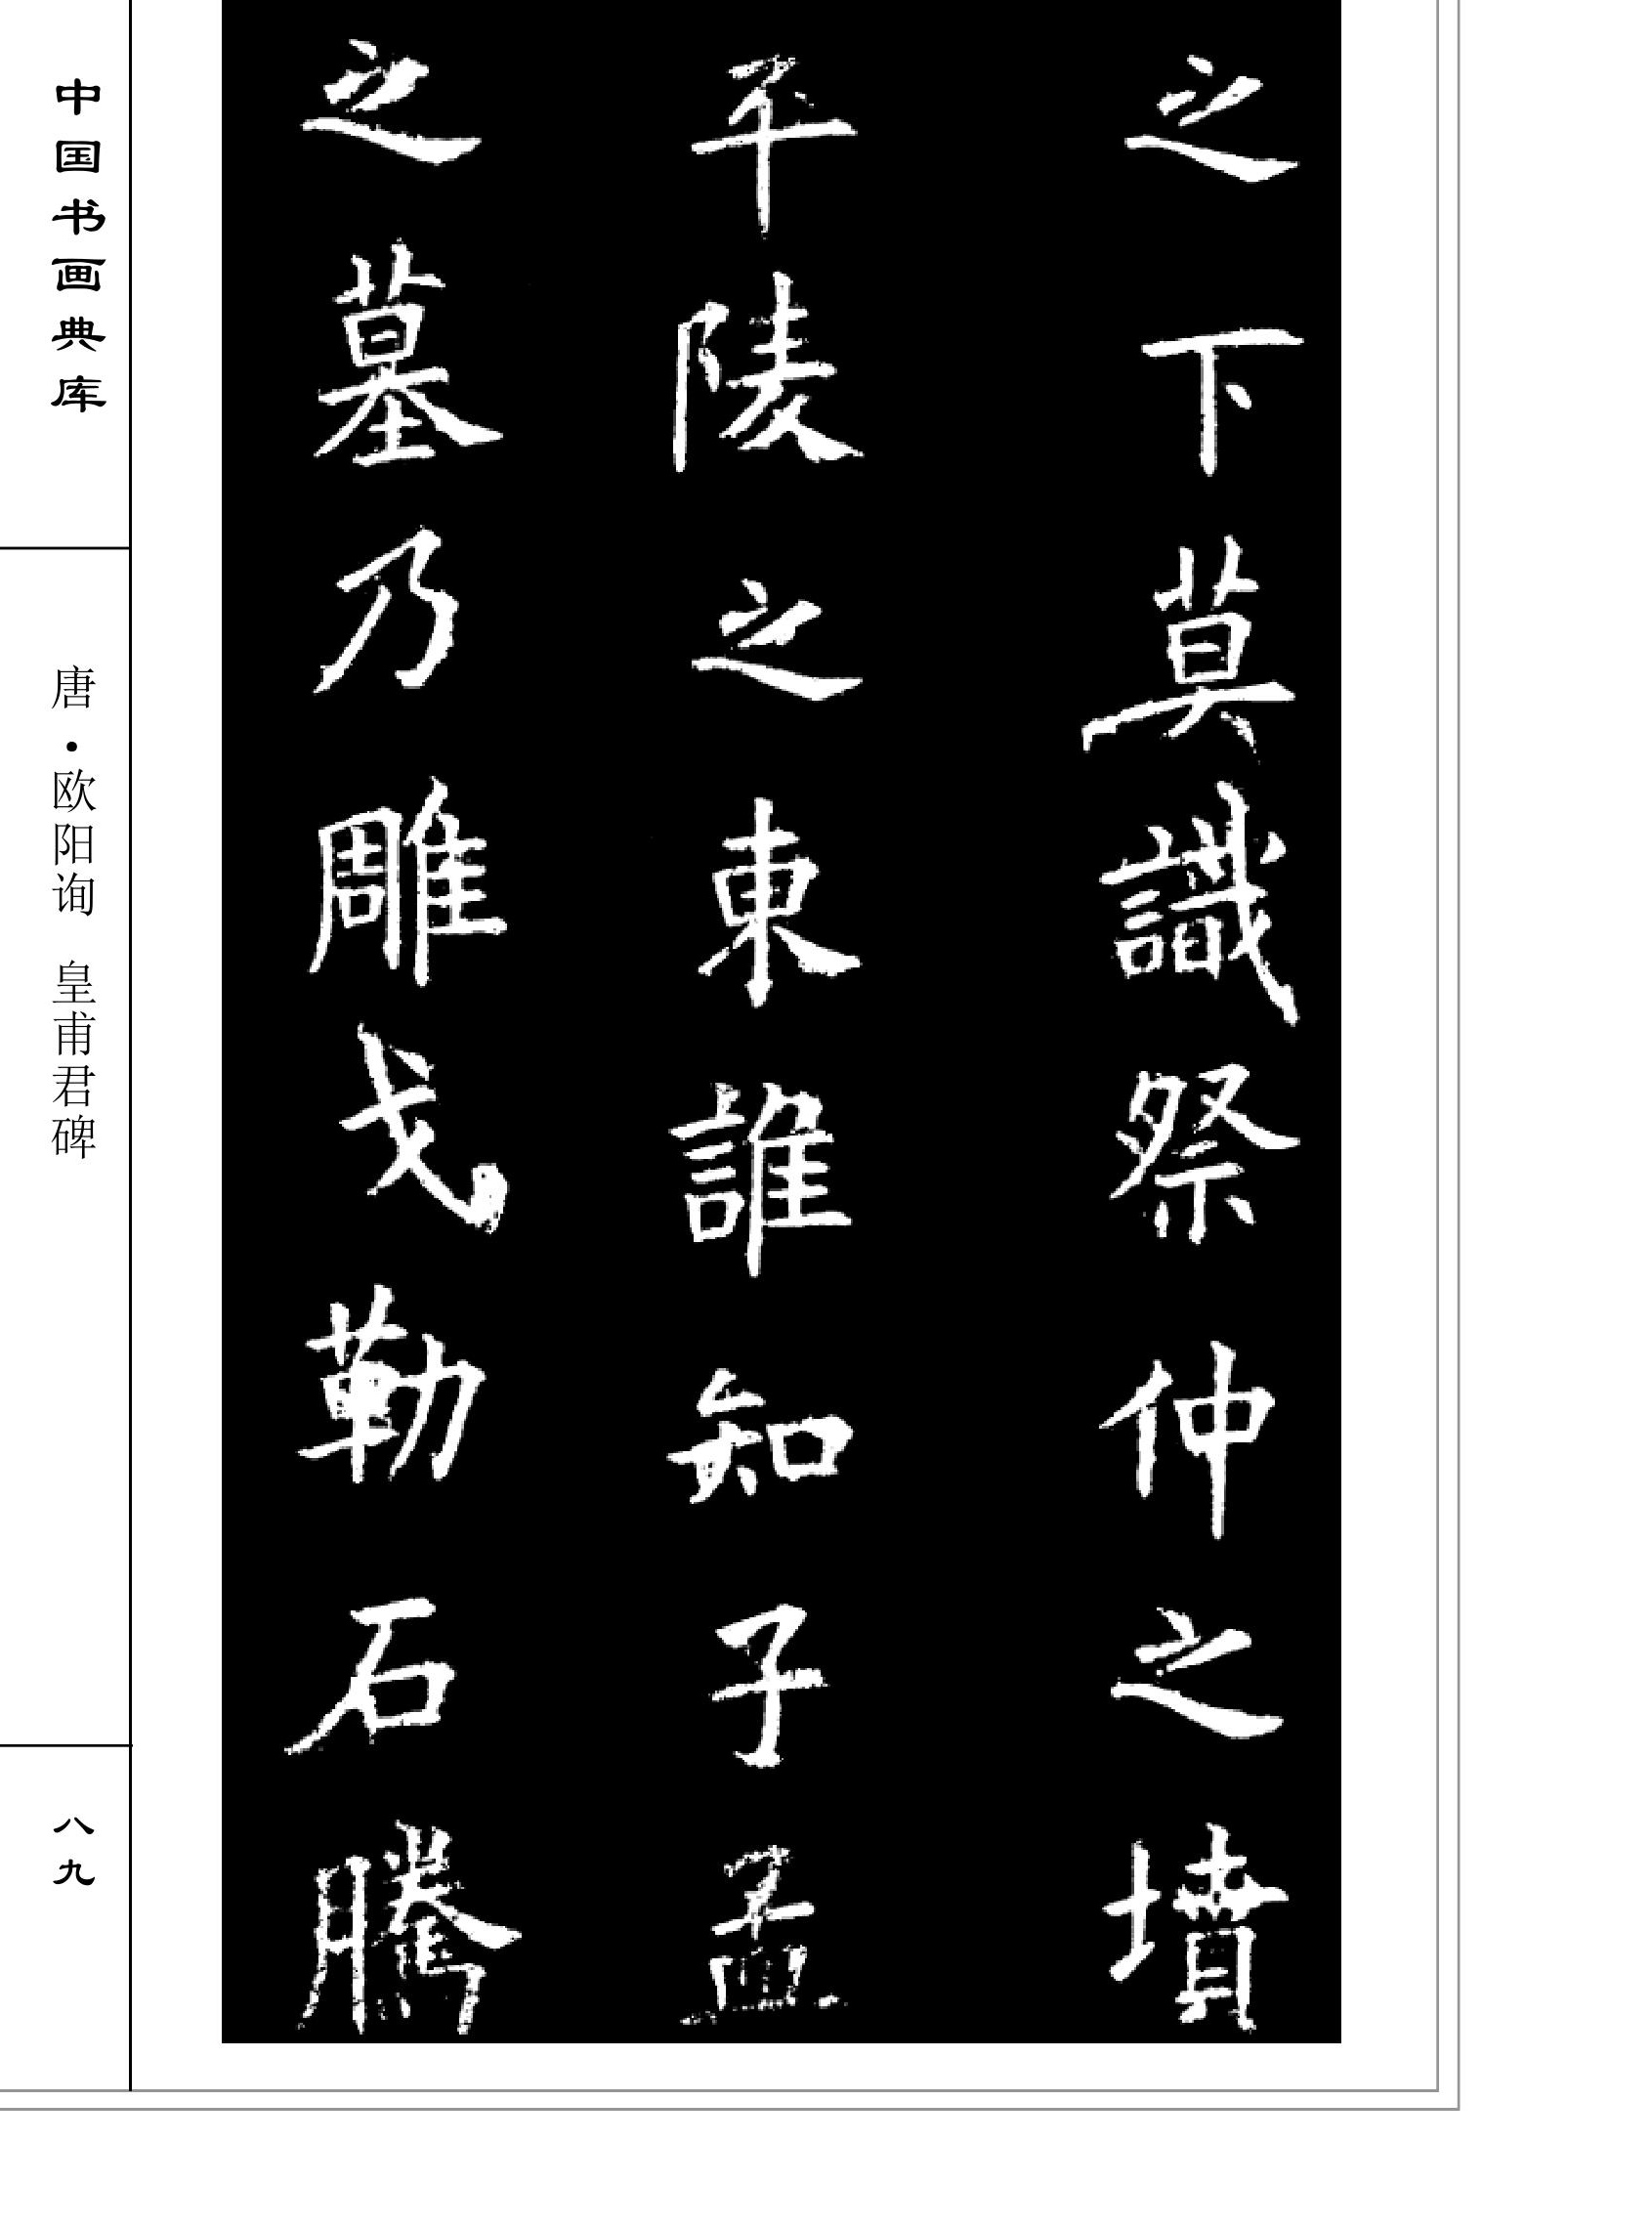 之下莫識祭仲之墳
平陵之東誰知子孟
之墓乃雕戈勒石騰
中国书画典库
唐·欧阳询 皇甫君碑
八九